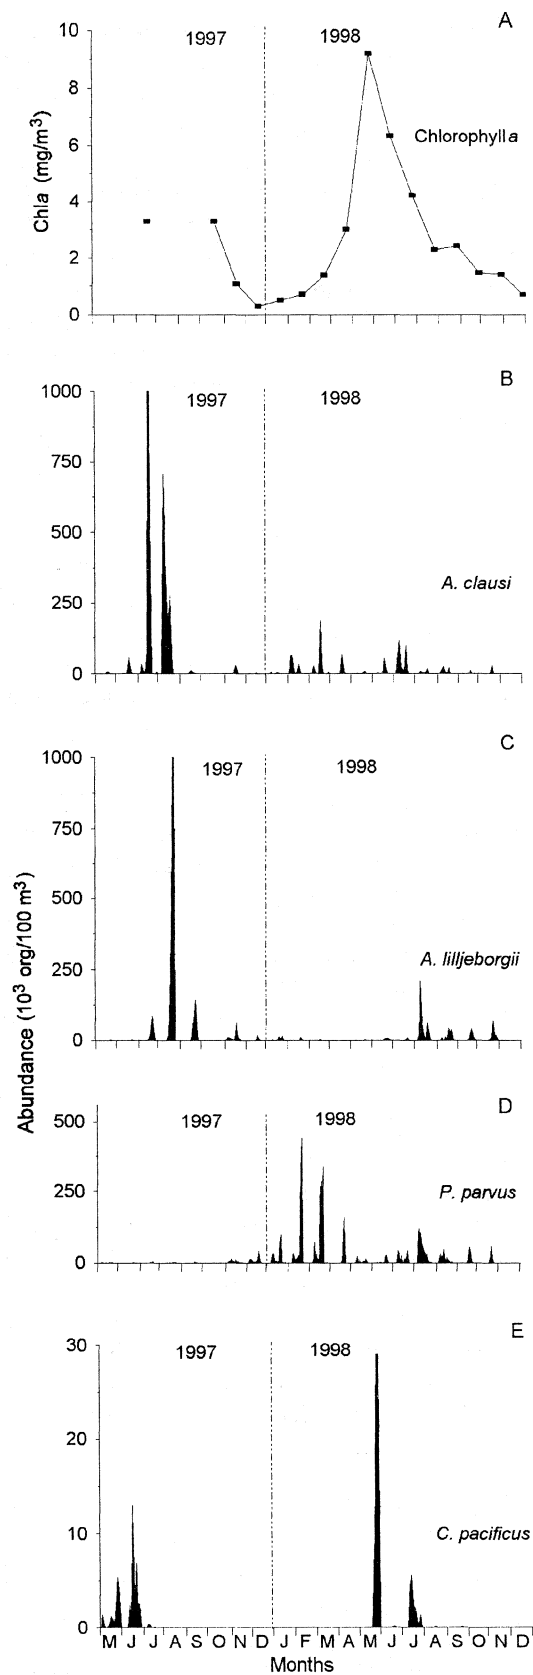 A
1997 1998
10
8
6
4
2
0
Chla (mg/m³)
Chlorophyll a
B
1997 1998
1000
750
500
250
0
A. clausi
C
1997 1998
1000
750
500
250
0
A. lilljeborgii
Abundance (10³ org/100 m³)
D
1997 1998
500
250
0
P. parvus
E
1997 1998
30
20
10
0
C. pacificus
M J J A S O N D J F M A M J J A S O N D
Months